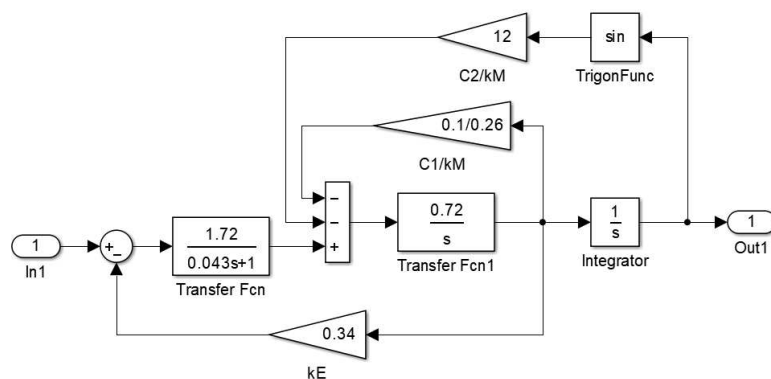 12
sin
C2/kM
TrigonFunc
0.1/0.26
C1/kM
−
−
+
1
In1
+
−
1.72
0.043s+1
Transfer Fcn
0.72
s
Transfer Fcn1
1
s
Integrator
1
Out1
0.34
kE